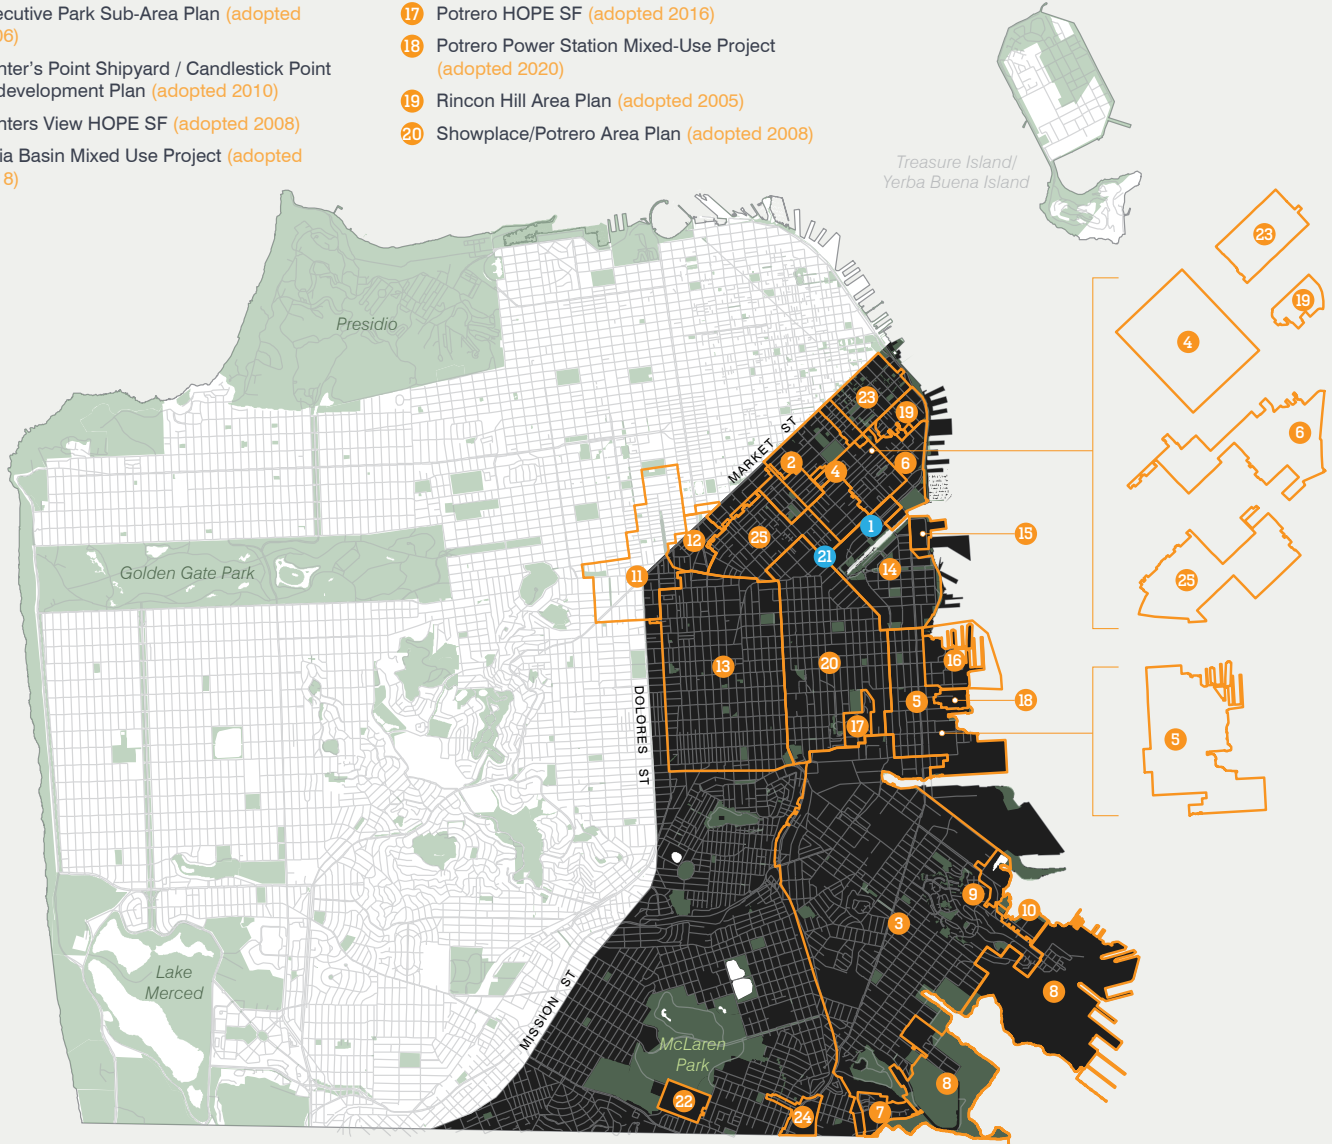 ecutive Park Sub-Area Plan (adopted
06)
nter's Point Shipyard / Candlestick Point
development Plan (adopted 2010)
nters View HOPE SF (adopted 2008)
ia Basin Mixed Use Project (adopted
8)
17 Potrero HOPE SF (adopted 2016)
18 Potrero Power Station Mixed-Use Project
(adopted 2020)
19 Rincon Hill Area Plan (adopted 2005)
20 Showplace/Potrero Area Plan (adopted 2008)
Treasure Island/
Yerba Buena Island
23
19
4
6
25
Presidio
23
19
MARKET ST
2
4
6
1
15
12
25
21
14
11
Golden Gate Park
13
20
16
5
18
17
5
DOLORES ST
9
10
3
8
Lake
Merced
MISSION ST
McLaren
Park
8
22
24
7